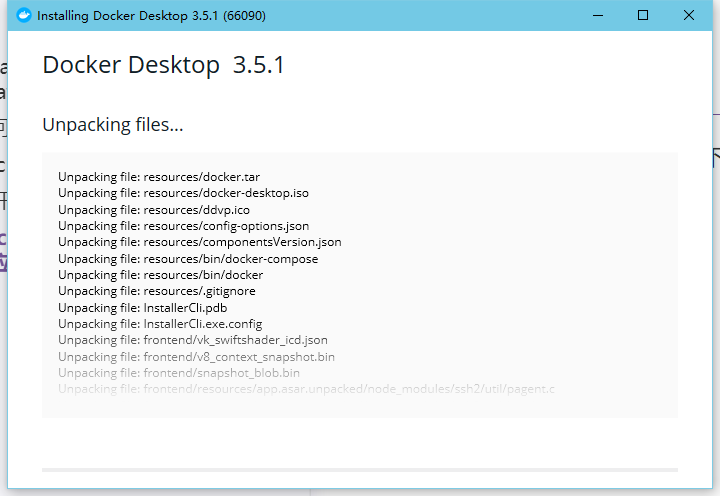 Installing Docker Desktop 3.5.1 (66090)
Docker Desktop 3.5.1
Unpacking files...
Unpacking file: resources/docker.tar
Unpacking file: resources/docker-desktop.iso
Unpacking file: resources/ddvp.ico
Unpacking file: resources/config-options.json
Unpacking file: resources/componentsVersion.json
Unpacking file: resources/bin/docker-compose
Unpacking file: resources/bin/docker
Unpacking file: resources/.gitignore
Unpacking file: InstallerCli.pdb
Unpacking file: InstallerCli.exe.config
Unpacking file: frontend/vk_swiftshader_icd.json
Unpacking file: frontend/v8_context_snapshot.bin
Unpacking file: frontend/snapshot_blob.bin
Unpacking file: frontend/resources/app.asar.unpacked/node_modules/ssh2/util/pagent.c